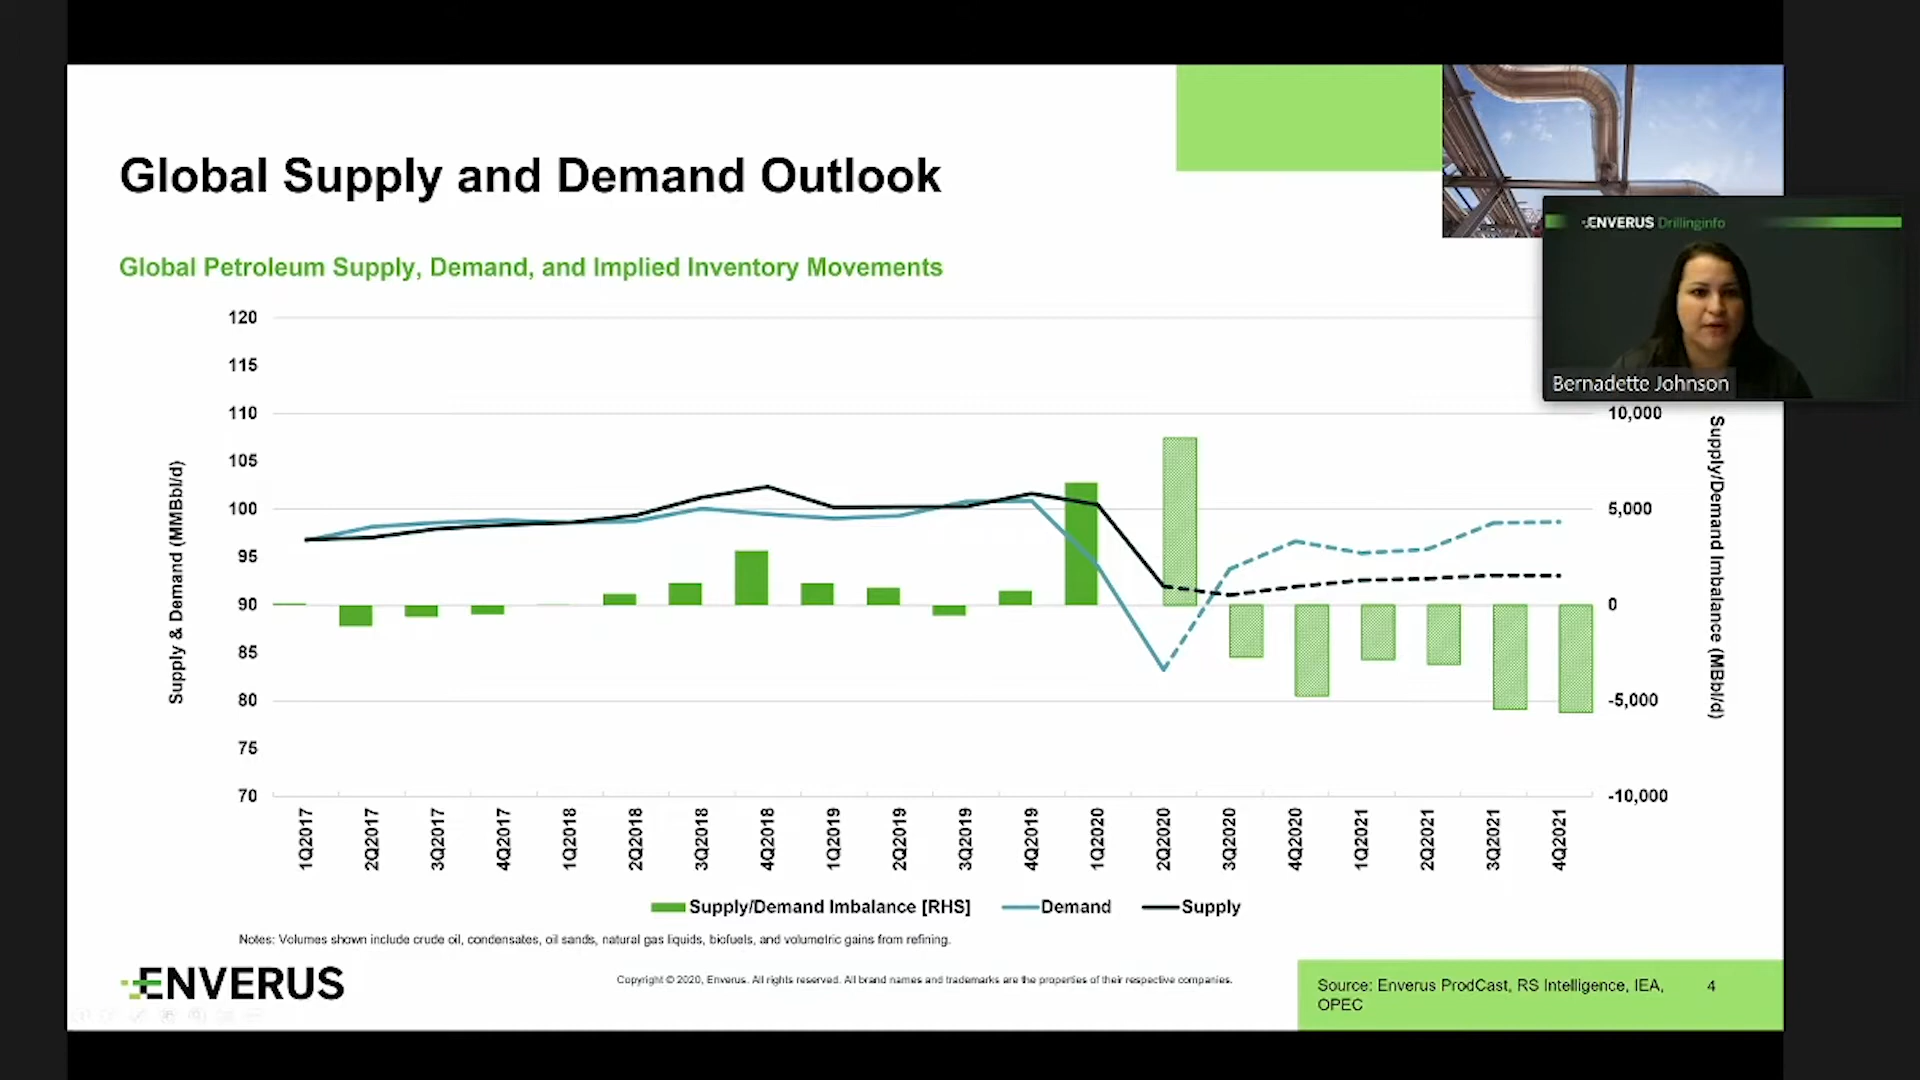 Global Supply and Demand Outlook
Global Petroleum Supply, Demand, and Implied Inventory Movements
ENVERUS Drillinginfo
Bernadette Johnson
120
115
110
105
100
95
90
85
80
75
70
Supply & Demand (MMBbl/d)
10,000
5,000
0
-5,000
-10,000
Supply/Demand Imbalance (MBbl/d)
1Q2017
2Q2017
3Q2017
4Q2017
1Q2018
2Q2018
3Q2018
4Q2018
1Q2019
2Q2019
3Q2019
4Q2019
1Q2020
2Q2020
3Q2020
4Q2020
1Q2021
2Q2021
3Q2021
4Q2021
Supply/Demand Imbalance [RHS]
Demand
Supply
Notes: Volumes shown include crude oil, condensates, oil sands, natural gas liquids, biofuels, and volumetric gains from refining.
ENVERUS
Copyright © 2020, Enverus. All rights reserved. All brand names and trademarks are the properties of their respective companies.
Source: Enverus ProdCast, RS Intelligence, IEA,
OPEC
4